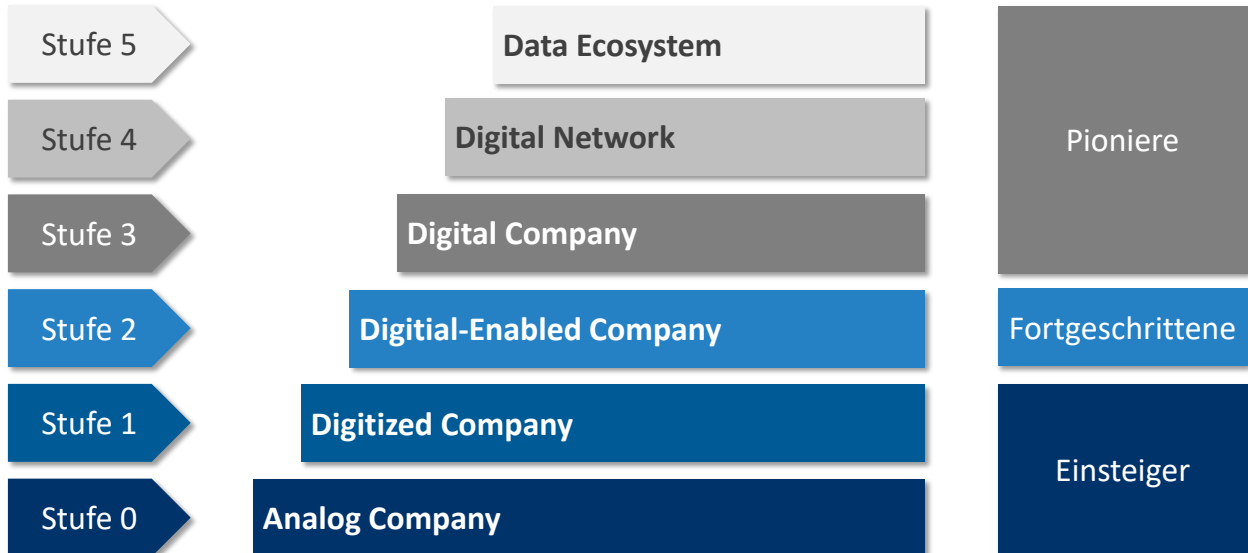 Stufe 5
Data Ecosystem
Stufe 4
Digital Network
Pioniere
Stufe 3
Digital Company
Stufe 2
Digitial-Enabled Company
Fortgeschrittene
Stufe 1
Digitized Company
Einsteiger
Stufe 0
Analog Company